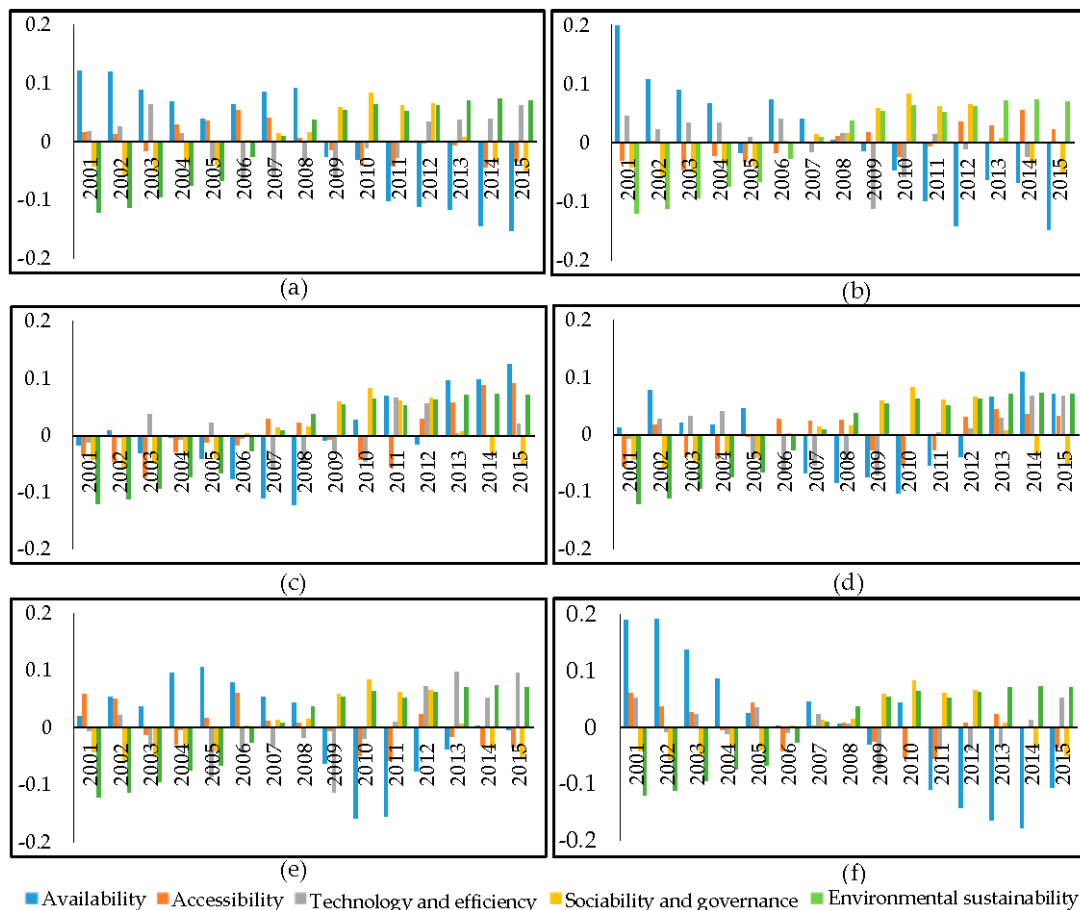 0.2
0.1
0
-0.1
-0.2
2001 2002 2003 2004 2005 2006 2007 2008 2009 2010 2011 2012 2013 2014 2015
(a)
0.2
0.1
0
-0.1
-0.2
2001 2002 2003 2004 2005 2006 2007 2008 2009 2010 2011 2012 2013 2014 2015
(b)
0.2
0.1
0
-0.1
-0.2
2001 2002 2003 2004 2005 2006 2007 2008 2009 2010 2011 2012 2013 2014 2015
(c)
0.2
0.1
0
-0.1
-0.2
2001 2002 2003 2004 2005 2006 2007 2008 2009 2010 2011 2012 2013 2014 2015
(d)
0.2
0.1
0
-0.1
-0.2
2001 2002 2003 2004 2005 2006 2007 2008 2009 2010 2011 2012 2013 2014 2015
(e)
0.2
0.1
0
-0.1
-0.2
2001 2002 2003 2004 2005 2006 2007 2008 2009 2010 2011 2012 2013 2014 2015
(f)
Availability Accessibility Technology and efficiency Sociability and governance Environmental sustainability